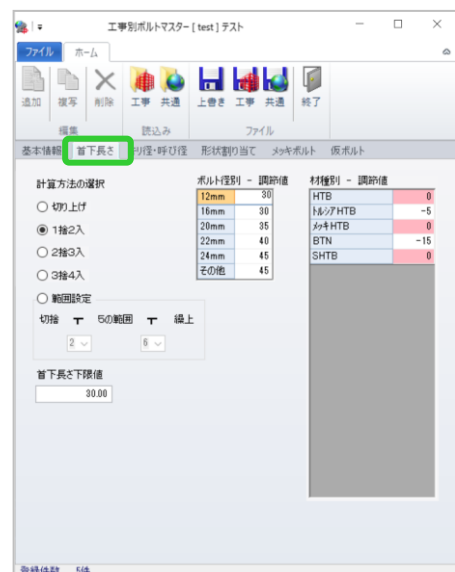 工事別ボルトマスター [ test ] テスト
ファイル ホーム
追加 複写 削除 工事 共通 上書き 工事 共通 終了
編集 読込み ファイル
基本情報 首下長さ 呼び径 形状割り当て メッキボルト 仮ボルト
計算方法の選択
切り上げ
1捨2入
2捨3入
3捨4入
範囲設定
切捨 5の範囲 繰上
2 6
首下長さ下限値
30.00
ボルト径別 - 調節値
12mm 30
16mm 30
20mm 35
22mm 40
24mm 45
その他 45
材種別 - 調節値
HTB 0
トルシアHTB -5
メッキHTB 0
BTN -15
SHTB 0
登録件数 5件